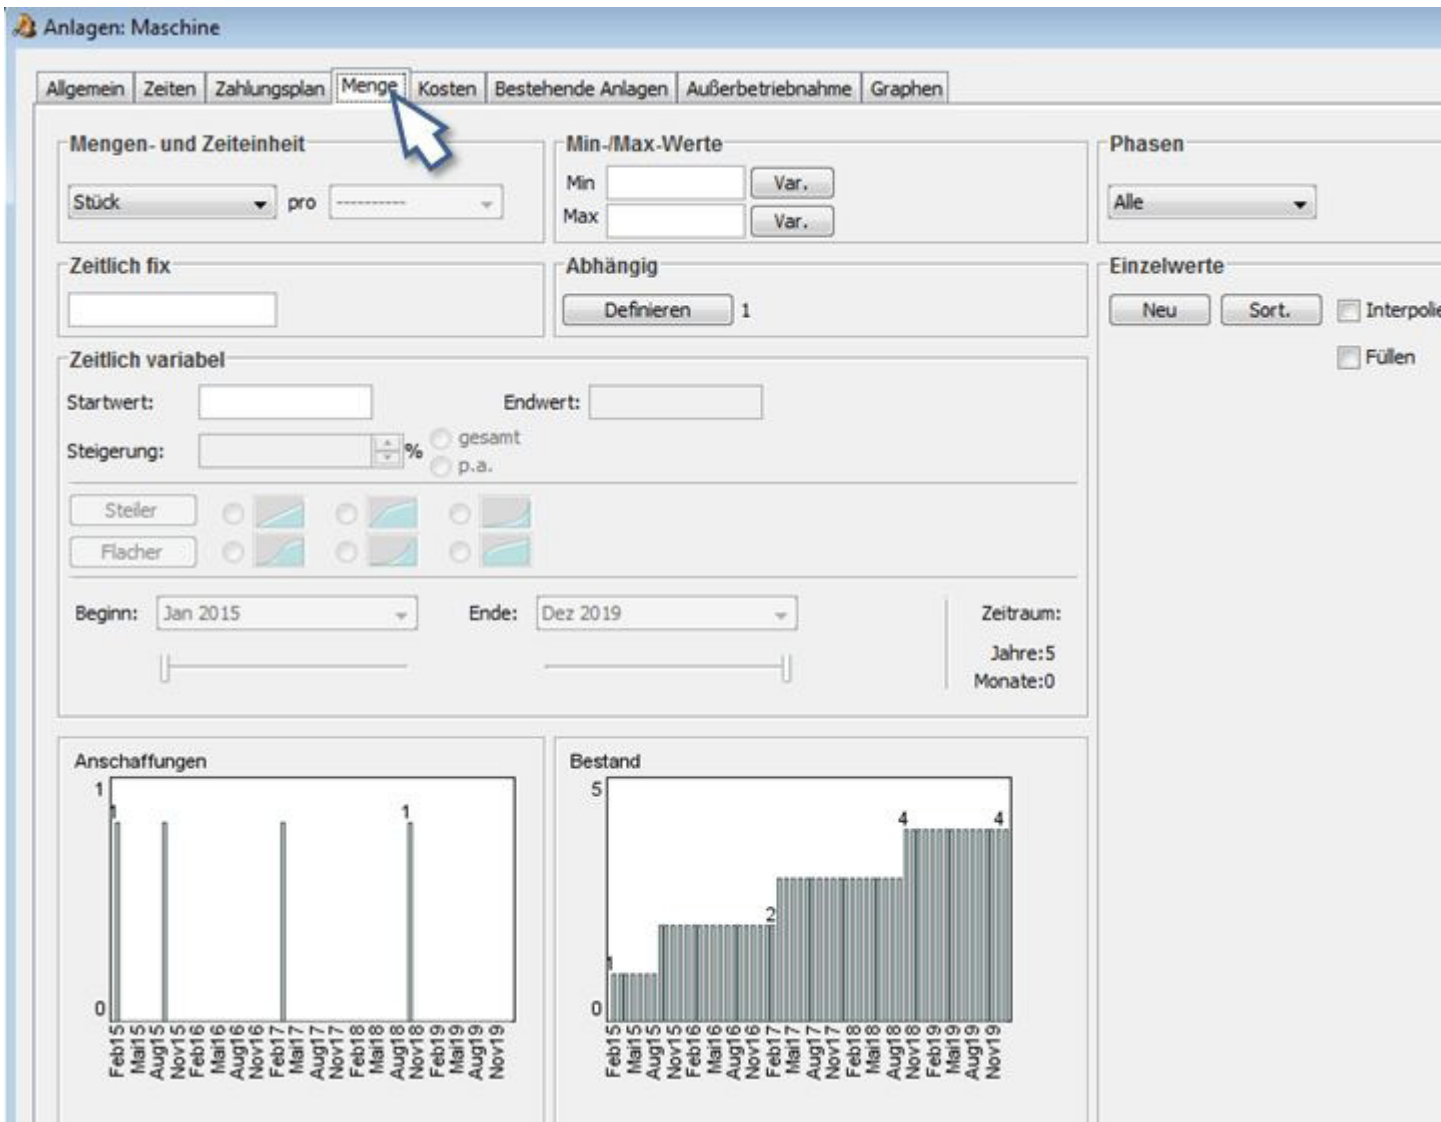 Anlagen: Maschine
Allgemein Zeiten Zahlungsplan Menge Kosten Bestehende Anlagen Außerbetriebnahme Graphen
Mengen- und Zeiteinheit
Stück pro ----------
Min-/Max-Werte
Min Var.
Max Var.
Phasen
Alle
Zeitlich fix
Abhängig
Definieren 1
Einzelwerte
Neu Sort. Interpolie
Füllen
Zeitlich variabel
Startwert: Endwert:
Steigerung: % gesamt
p.a.
Steiler
Flacher
Beginn: Jan 2015 Ende: Dez 2019 Zeitraum:
Jahre:5
Monate:0
Anschaffungen
1
1 1
0
Feb15 Mai15 Aug15 Nov15 Feb16 Mai16 Aug16 Nov16 Feb17 Mai17 Aug17 Nov17 Feb18 Mai18 Aug18 Nov18 Feb19 Mai19 Aug19 Nov19
Bestand
5
4 4
2
1
0
Feb15 Mai15 Aug15 Nov15 Feb16 Mai16 Aug16 Nov16 Feb17 Mai17 Aug17 Nov17 Feb18 Mai18 Aug18 Nov18 Feb19 Mai19 Aug19 Nov19